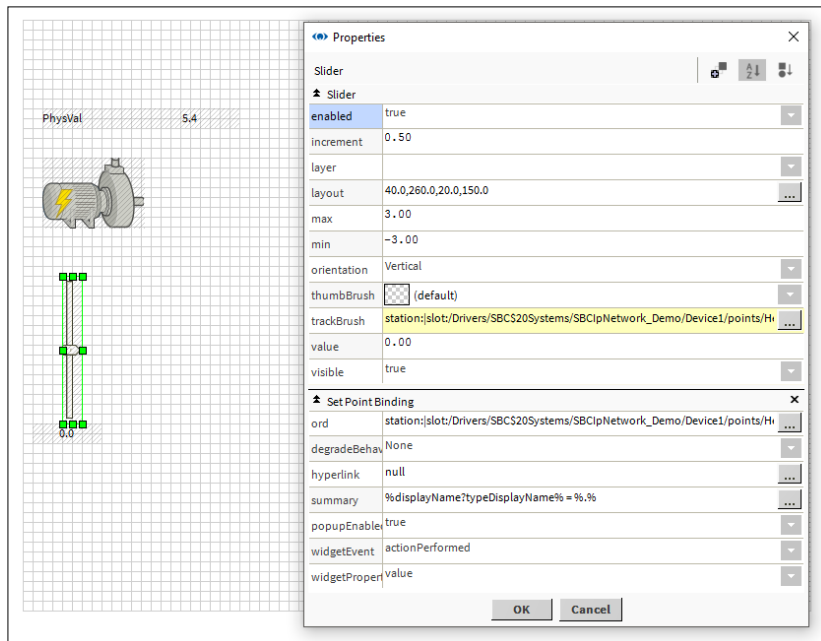 Properties
Slider
Slider
enabled true
increment 0.50
layer
layout 40.0,260.0,20.0,150.0 ...
max 3.00
min -3.00
orientation Vertical
thumbBrush (default)
trackBrush station:|slot:/Drivers/SBC$20Systems/SBCIpNetwork_Demo/Device1/points/H ...
value 0.00
visible true
Set Point Binding
ord station:|slot:/Drivers/SBC$20Systems/SBCIpNetwork_Demo/Device1/points/H ...
degradeBehav None
hyperlink null ...
summary %displayName?typeDisplayName% = %.% ...
popupEnable true
widgetEvent actionPerformed
widgetPropert value
OK Cancel
PhysVal 5.4
0.0